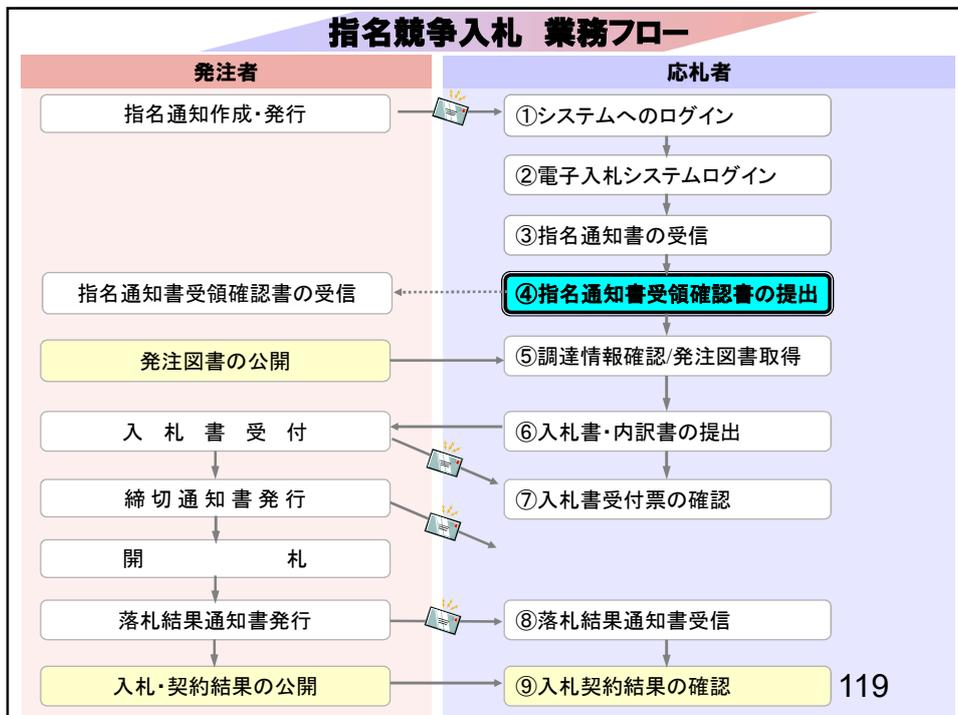 指名競争入札 業務フロー
発注者
応札者
指名通知作成・発行
①システムへのログイン
②電子入札システムログイン
③指名通知書の受信
指名通知書受領確認書の受信
④指名通知書受領確認書の提出
発注図書の公開
⑤調達情報確認/発注図書取得
入 札 書 受 付
⑥入札書・内訳書の提出
締切通知書発行
⑦入札書受付票の確認
開 札
落札結果通知書発行
⑧落札結果通知書受信
入札・契約結果の公開
⑨入札契約結果の確認
119